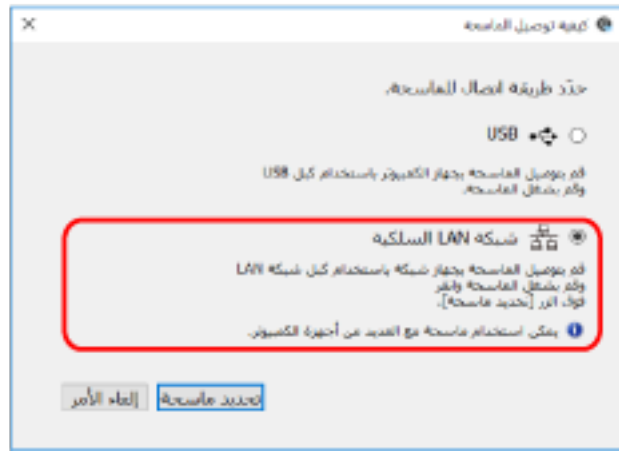 كيفية توصيل الماسحة
حدّد طريقة اتصال للماسحة.
USB
قم بتوصيل الماسحة بجهاز الكمبيوتر باستخدام كبل USB
وقم بتشغيل الماسحة.
شبكة LAN السلكية
قم بتوصيل الماسحة بجهاز شبكة باستخدام كبل شبكة LAN
وقم بتشغيل الماسحة وانقر
فوق الزر [تحديد ماسحة].
يمكن استخدام ماسحة مع العديد من أجهزة الكمبيوتر.
تحديد ماسحة
إلغاء الأمر